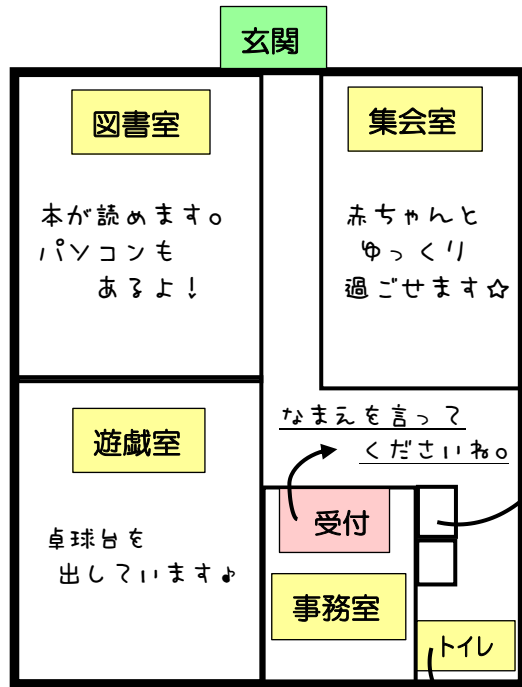 玄関
図書室
本が読めます。
パソコンも
あるよ！
集会室
赤ちゃんと
ゆっくり
過ごせます☆
遊戯室
卓球台を
出しています♪
なまえを言って
くださいね。
受付
事務室
トイレ